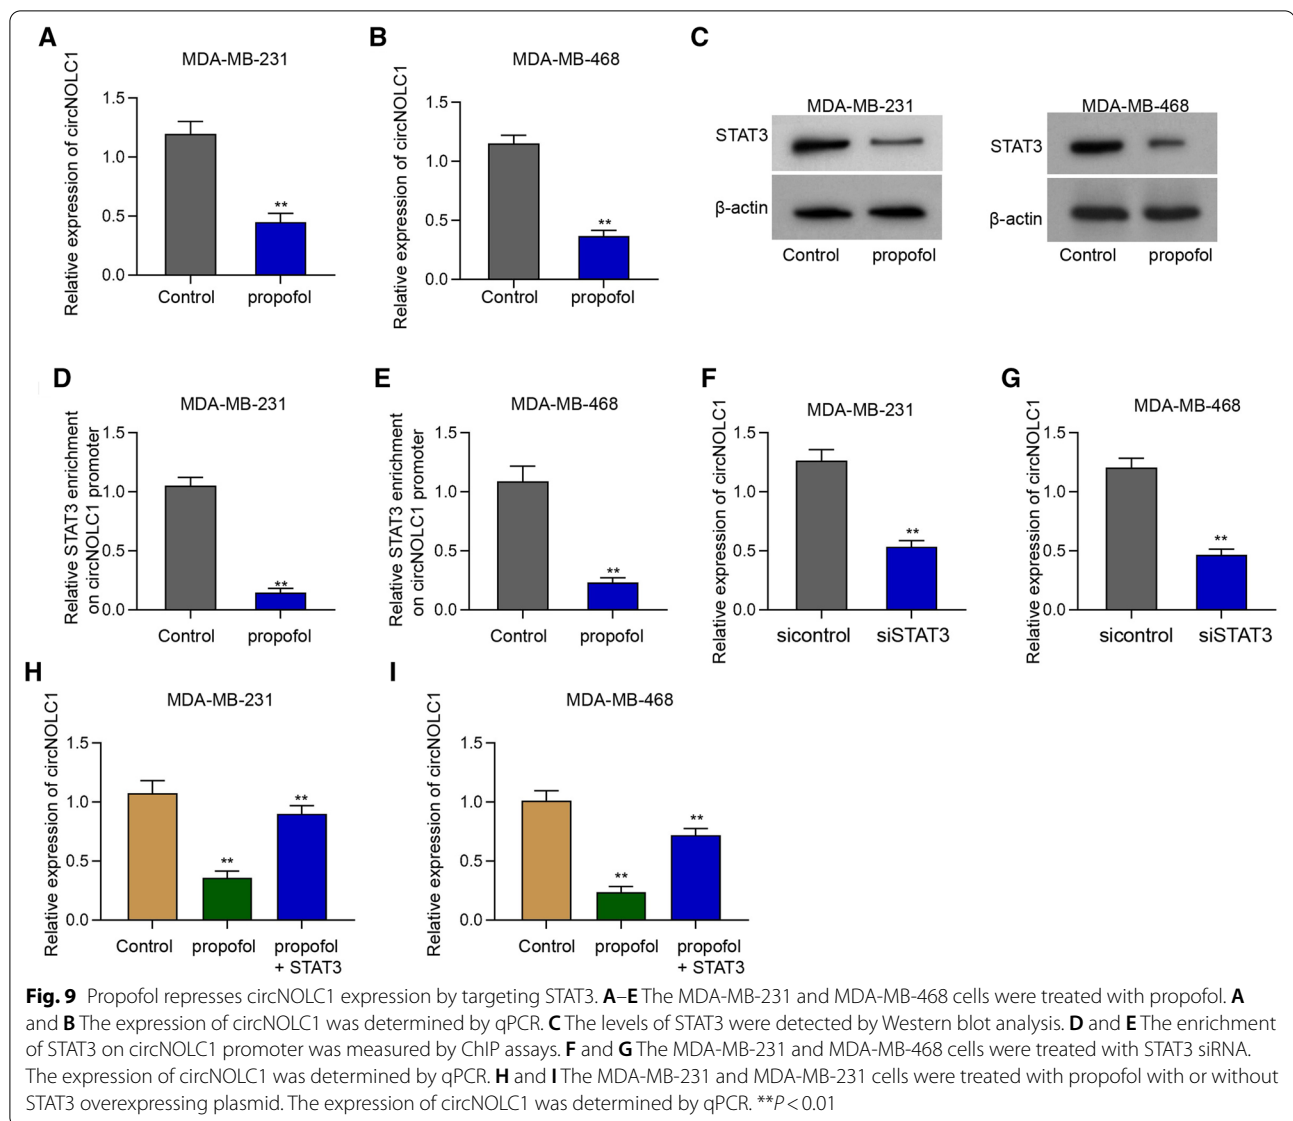 A
MDA-MB-231
Relative expression of circNOLC1
1.5
1.0
0.5
0.0
**
Control propofol
B
MDA-MB-468
Relative expression of circNOLC1
1.5
1.0
0.5
0.0
**
Control propofol
C
MDA-MB-231
STAT3
β-actin
Control propofol
MDA-MB-468
STAT3
β-actin
Control propofol
D
MDA-MB-231
Relative STAT3 enrichment
on circNOLC1 promoter
1.5
1.0
0.5
0.0
**
Control propofol
E
MDA-MB-468
Relative STAT3 enrichment
on circNOLC1 promoter
1.5
1.0
0.5
0.0
**
Control propofol
F
MDA-MB-231
Relative expression of circNOLC1
1.5
1.0
0.5
0.0
**
sicontrol siSTAT3
G
MDA-MB-468
Relative expression of circNOLC1
1.5
1.0
0.5
0.0
**
sicontrol siSTAT3
H
MDA-MB-231
Relative expression of circNOLC1
1.5
1.0
0.5
0.0
**
**
Control propofol propofol
+ STAT3
I
MDA-MB-468
Relative expression of circNOLC1
1.5
1.0
0.5
0.0
**
**
Control propofol propofol
+ STAT3
Fig. 9 Propofol represses circNOLC1 expression by targeting STAT3. A–E The MDA-MB-231 and MDA-MB-468 cells were treated with propofol. A
and B The expression of circNOLC1 was determined by qPCR. C The levels of STAT3 were detected by Western blot analysis. D and E The enrichment
of STAT3 on circNOLC1 promoter was measured by ChIP assays. F and G The MDA-MB-231 and MDA-MB-468 cells were treated with STAT3 siRNA.
The expression of circNOLC1 was determined by qPCR. H and I The MDA-MB-231 and MDA-MB-231 cells were treated with propofol with or without
STAT3 overexpressing plasmid. The expression of circNOLC1 was determined by qPCR. **P < 0.01